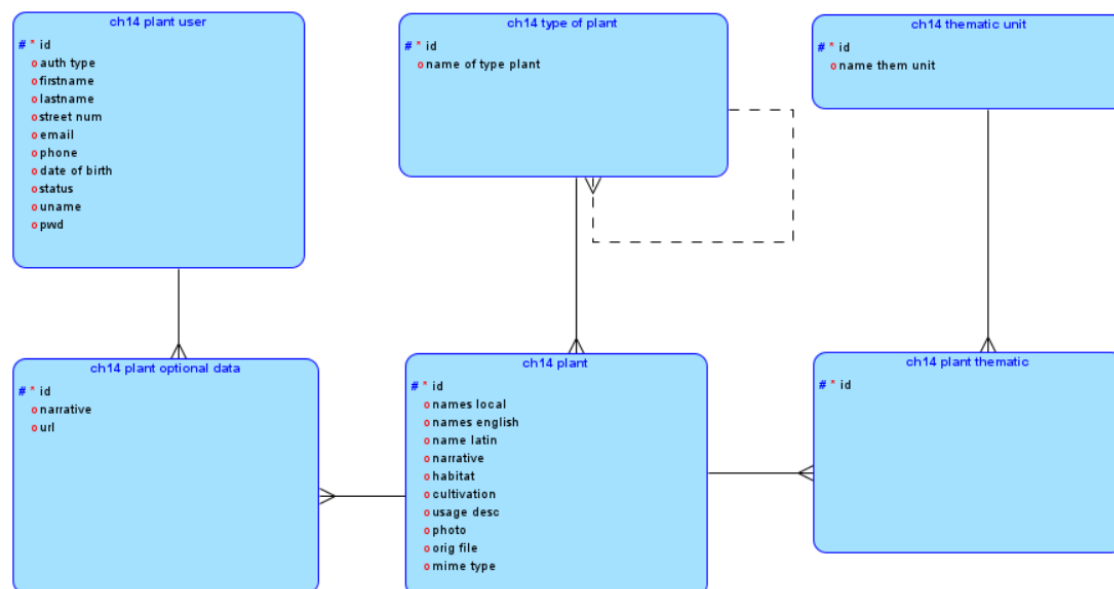 ch14 plant user
# * id
o auth type
o firstname
o lastname
o street num
o email
o phone
o date of birth
o status
o uname
o pwd
ch14 type of plant
# * id
o name of type plant
ch14 thematic unit
# * id
o name them unit
ch14 plant optional data
# * id
o narrative
o url
ch14 plant
# * id
o names local
o names english
o name latin
o narrative
o habitat
o cultivation
o usage desc
o photo
o orig file
o mime type
ch14 plant thematic
# * id